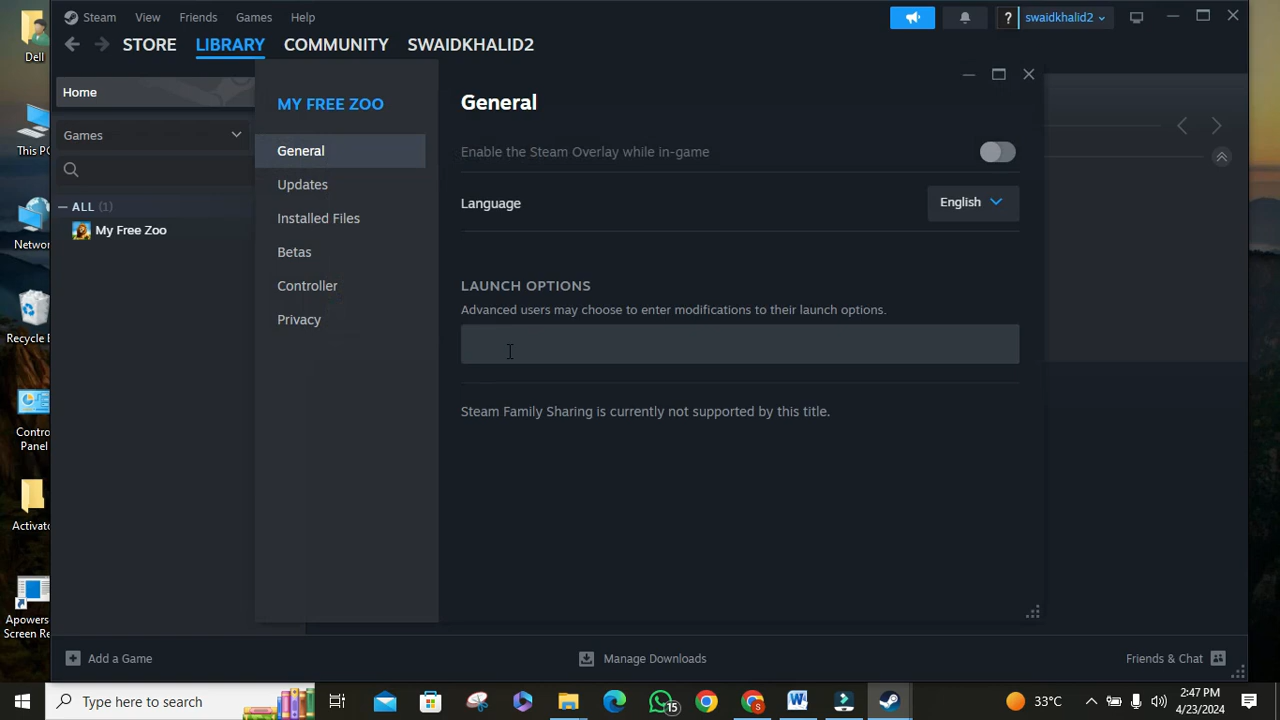 Steam View Friends Games Help
swaidkhalid2
STORE LIBRARY COMMUNITY SWAIDKHALID2
Dell
Home
MY FREE ZOO
General
Games
General
Enable the Steam Overlay while in-game
This PC
Updates
Language
English
ALL (1)
Installed Files
My Free Zoo
Networ
Betas
LAUNCH OPTIONS
Controller
Advanced users may choose to enter modifications to their launch options.
Privacy
Recycle B
Steam Family Sharing is currently not supported by this title.
Control
Panel
Activato
Apowers
Screen Re
Add a Game
Manage Downloads
Friends & Chat
Type here to search
15
33°C
2:47 PM
4/23/2024